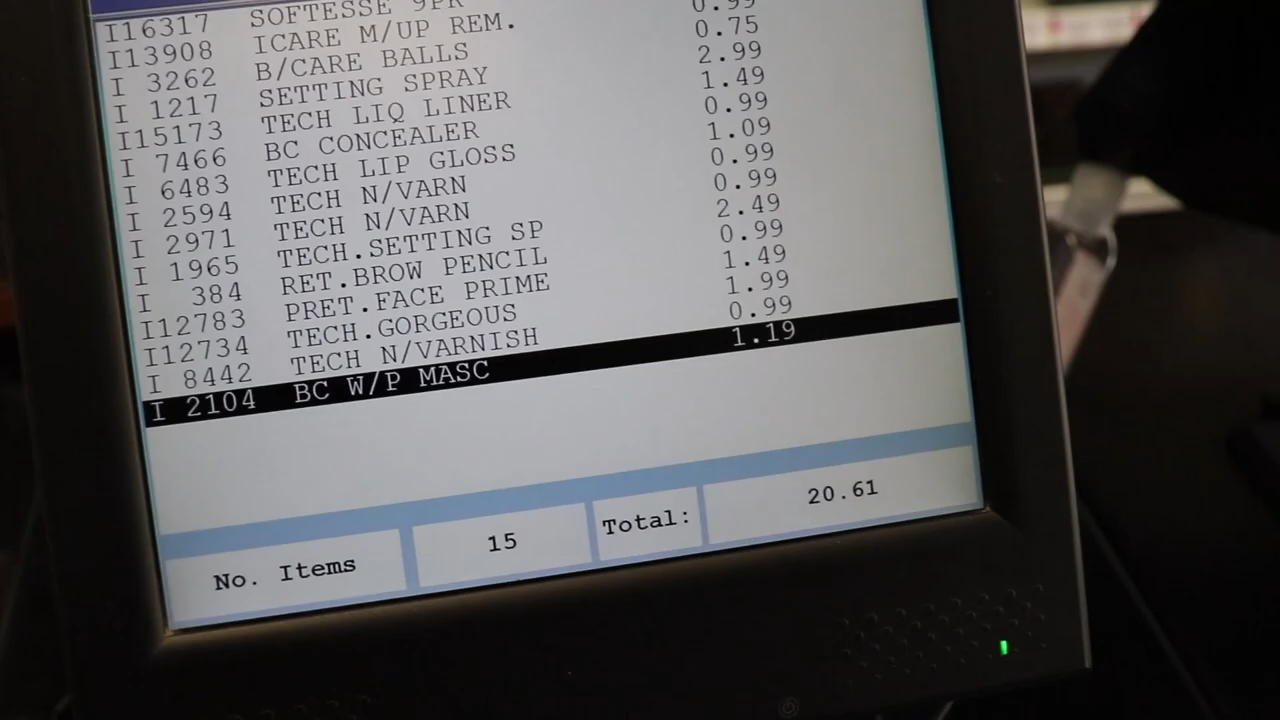 I16317 SOFTESSE 9PK
I13908 ICARE M/UP REM. 0.99
I 3262 B/CARE BALLS 0.75
I 1217 SETTING SPRAY 2.99
I15173 TECH LIQ LINER 1.49
I 7466 BC CONCEALER 0.99
I 6483 TECH LIP GLOSS 1.09
I 2594 TECH N/VARN 0.99
I 2971 TECH N/VARN 0.99
I 1965 TECH.SETTING SP 2.49
I 384 RET.BROW PENCIL 0.99
I12783 PRET.FACE PRIME 1.49
I12734 TECH.GORGEOUS 1.99
I 8442 TECH N/VARNISH 0.99
I 2104 BC W/P MASC 1.19
No. Items 15 Total: 20.61